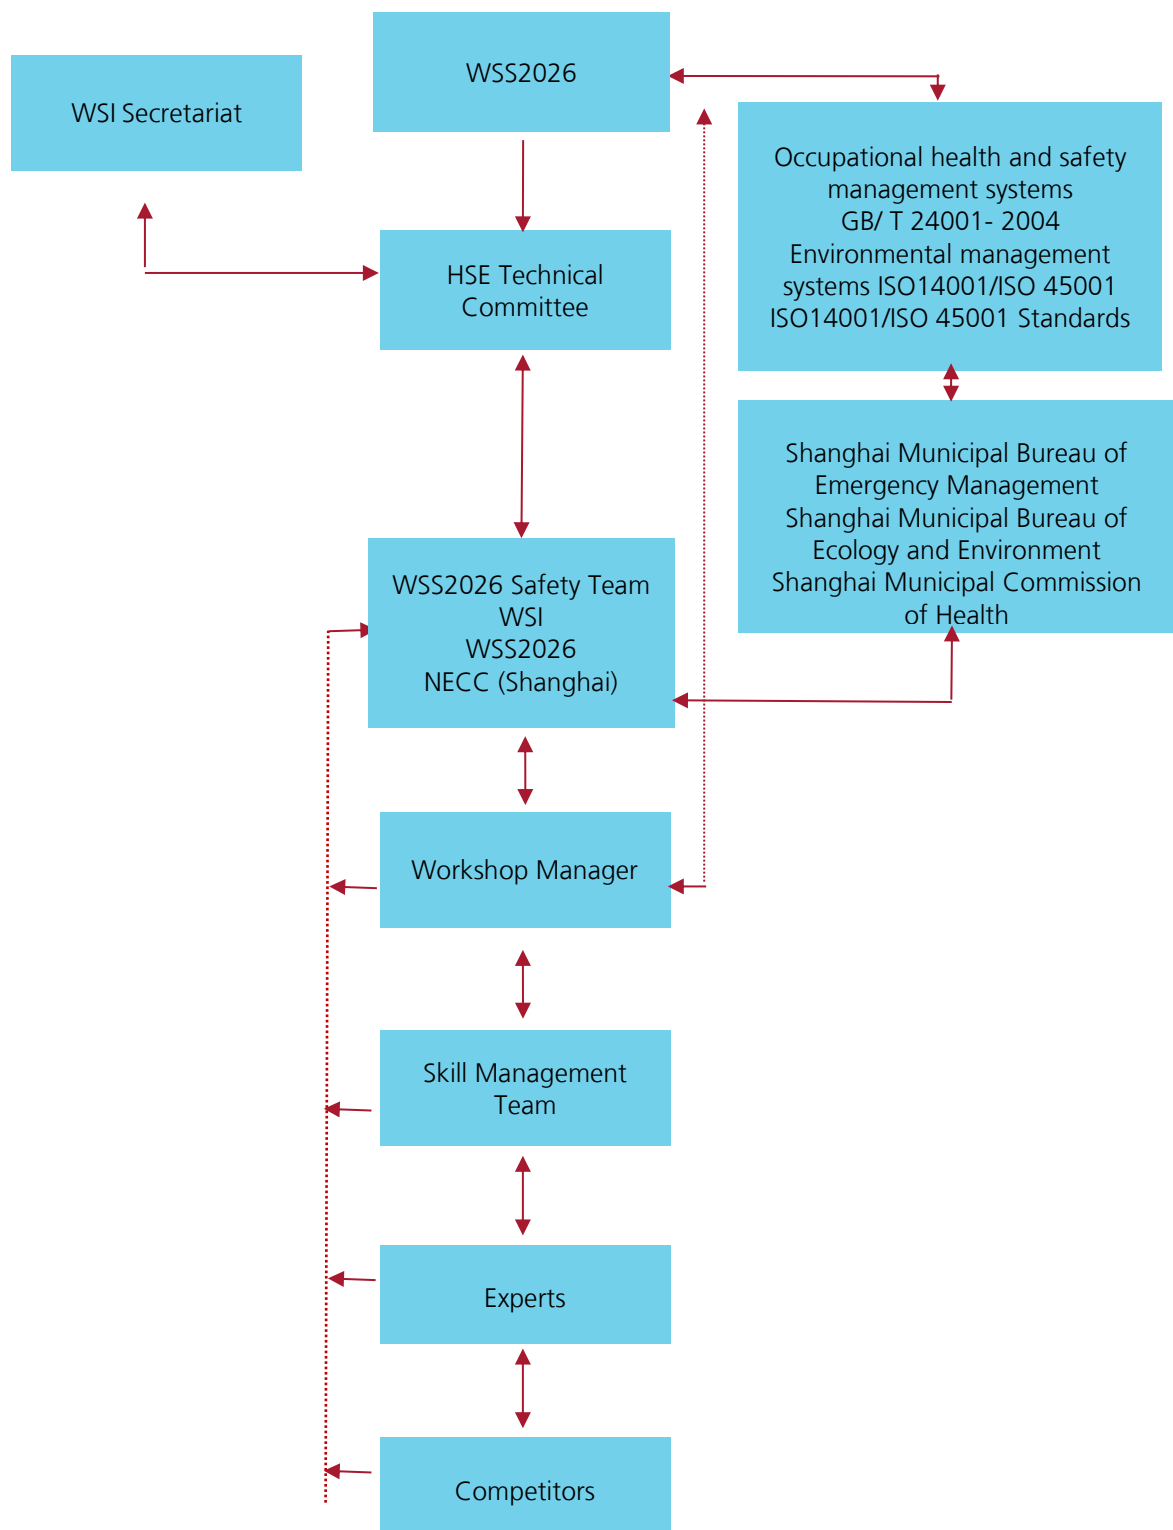 WSS2026
WSI Secretariat
Occupational health and safety
management systems
GB/ T 24001- 2004
Environmental management
systems ISO14001/ISO 45001
ISO14001/ISO 45001 Standards
HSE Technical
Committee
Shanghai Municipal Bureau of
Emergency Management
Shanghai Municipal Bureau of
Ecology and Environment
Shanghai Municipal Commission
of Health
WSS2026 Safety Team
WSI
WSS2026
NECC (Shanghai)
Workshop Manager
Skill Management
Team
Experts
Competitors